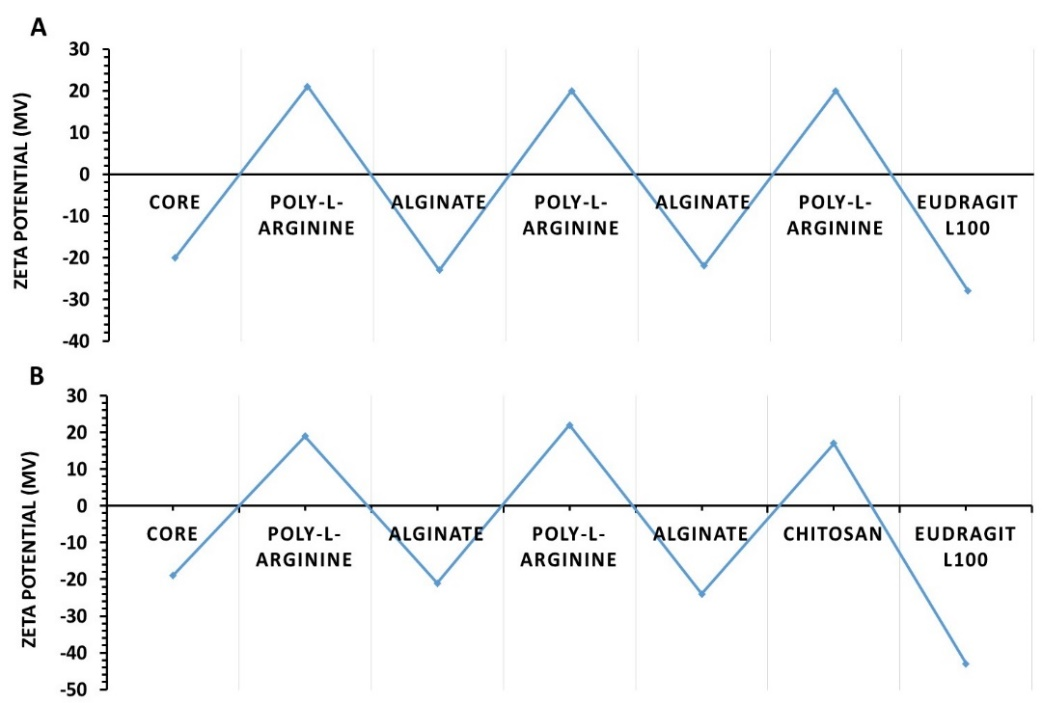 A
ZETA POTENTIAL (MV)
30
20
10
0
-10
-20
-30
-40
CORE
POLY-L-
ARGININE
ALGINATE
POLY-L-
ARGININE
ALGINATE
POLY-L-
ARGININE
EUDRAGIT
L100
B
ZETA POTENTIAL (MV)
30
20
10
0
-10
-20
-30
-40
-50
CORE
POLY-L-
ARGININE
ALGINATE
POLY-L-
ARGININE
ALGINATE
CHITOSAN
EUDRAGIT
L100